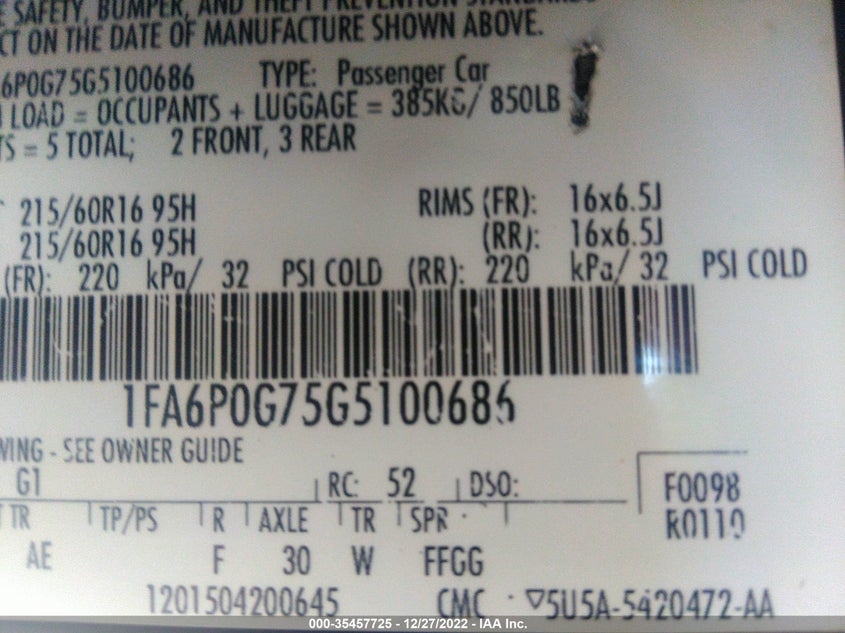 E SAFETY, BUMPER, AND THEFT PREVENTION STANDARDS
CT ON THE DATE OF MANUFACTURE SHOWN ABOVE.
6P0G75G5100686 TYPE: Passenger Car
LOAD = OCCUPANTS + LUGGAGE = 385KG/ 850LB
TS = 5 TOTAL; 2 FRONT, 3 REAR
215/60R16 95H RIMS (FR): 16x6.5J
215/60R16 95H (RR): 16x6.5J
(FR): 220 kPa/ 32 PSI COLD (RR): 220 kPa/ 32 PSI COLD
1FA6P0G75G5100686
WING - SEE OWNER GUIDE
G1 RC: 52 DSO: F0098
TR TP/PS R AXLE TR SPR R0110
AE F 30 W FFGG
1201504200645 CMC ▽5U5A-5420472-AA
000-35457725 - 12/27/2022 - IAA Inc.